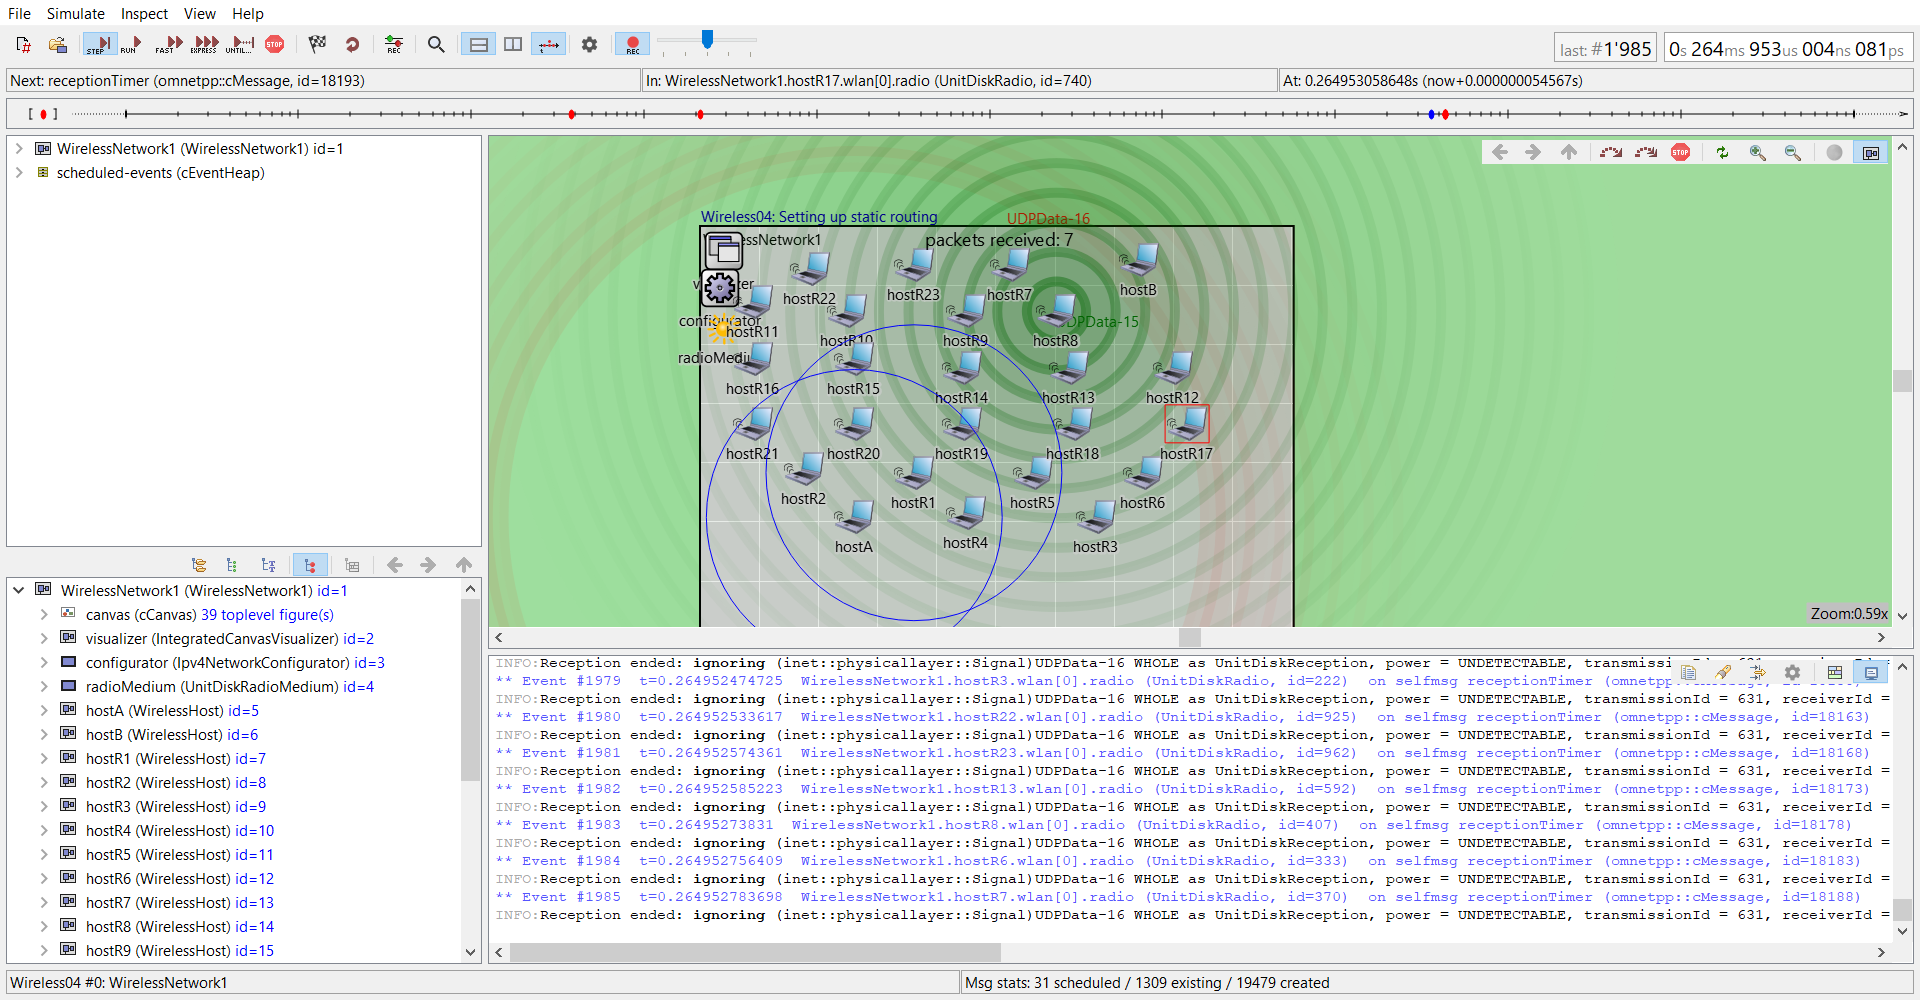 File Simulate Inspect View Help
STEP RUN FAST EXPRESS UNTIL... STOP REC REC
last: #1'985
0s 264ms 953us 004ns 081ps
Next: receptionTimer (omnetpp::cMessage, id=18193)
In: WirelessNetwork1.hostR17.wlan[0].radio (UnitDiskRadio, id=740)
At: 0.264953058648s (now+0.000000054567s)
WirelessNetwork1 (WirelessNetwork1) id=1
scheduled-events (cEventHeap)
STOP
Wireless04: Setting up static routing
UDPData-16
packets received: 7
hostR22
hostR23
hostR7
hostB
configurator
hostR11
hostR10
hostR9
hostR8
hostR16
hostR15
hostR14
hostR13
hostR12
hostR21
hostR20
hostR19
hostR18
hostR17
hostR2
hostR1
hostR5
hostR6
hostA
hostR4
hostR3
Zoom:0.59x
WirelessNetwork1 (WirelessNetwork1) id=1
canvas (cCanvas) 39 toplevel figure(s)
visualizer (IntegratedCanvasVisualizer) id=2
configurator (Ipv4NetworkConfigurator) id=3
radioMedium (UnitDiskRadioMedium) id=4
hostA (WirelessHost) id=5
hostB (WirelessHost) id=6
hostR1 (WirelessHost) id=7
hostR2 (WirelessHost) id=8
hostR3 (WirelessHost) id=9
hostR4 (WirelessHost) id=10
hostR5 (WirelessHost) id=11
hostR6 (WirelessHost) id=12
hostR7 (WirelessHost) id=13
hostR8 (WirelessHost) id=14
hostR9 (WirelessHost) id=15
INFO:Reception ended: ignoring (inet::physicallayer::Signal)UDPData-16 WHOLE as UnitDiskReception, power = UNDETECTABLE,
** Event #1979 t=0.264952474725 WirelessNetwork1.hostR3.wlan[0].radio (UnitDiskRadio, id=222) on selfmsg receptionTimer (omnetpp::cMessage,
INFO:Reception ended: ignoring (inet::physicallayer::Signal)UDPData-16 WHOLE as UnitDiskReception, power = UNDETECTABLE, transmissionId = 631, receiverId =
** Event #1980 t=0.264952533617 WirelessNetwork1.hostR22.wlan[0].radio (UnitDiskRadio, id=925) on selfmsg receptionTimer (omnetpp::cMessage, id=18163)
INFO:Reception ended: ignoring (inet::physicallayer::Signal)UDPData-16 WHOLE as UnitDiskReception, power = UNDETECTABLE, transmissionId = 631, receiverId =
** Event #1981 t=0.264952574361 WirelessNetwork1.hostR23.wlan[0].radio (UnitDiskRadio, id=962) on selfmsg receptionTimer (omnetpp::cMessage, id=18168)
INFO:Reception ended: ignoring (inet::physicallayer::Signal)UDPData-16 WHOLE as UnitDiskReception, power = UNDETECTABLE, transmissionId = 631, receiverId =
** Event #1982 t=0.264952585223 WirelessNetwork1.hostR13.wlan[0].radio (UnitDiskRadio, id=592) on selfmsg receptionTimer (omnetpp::cMessage, id=18173)
INFO:Reception ended: ignoring (inet::physicallayer::Signal)UDPData-16 WHOLE as UnitDiskReception, power = UNDETECTABLE, transmissionId = 631, receiverId =
** Event #1983 t=0.26495273831 WirelessNetwork1.hostR8.wlan[0].radio (UnitDiskRadio, id=407) on selfmsg receptionTimer (omnetpp::cMessage, id=18178)
INFO:Reception ended: ignoring (inet::physicallayer::Signal)UDPData-16 WHOLE as UnitDiskReception, power = UNDETECTABLE, transmissionId = 631, receiverId =
** Event #1984 t=0.264952756409 WirelessNetwork1.hostR6.wlan[0].radio (UnitDiskRadio, id=333) on selfmsg receptionTimer (omnetpp::cMessage, id=18183)
INFO:Reception ended: ignoring (inet::physicallayer::Signal)UDPData-16 WHOLE as UnitDiskReception, power = UNDETECTABLE, transmissionId = 631, receiverId =
** Event #1985 t=0.264952783698 WirelessNetwork1.hostR7.wlan[0].radio (UnitDiskRadio, id=370) on selfmsg receptionTimer (omnetpp::cMessage, id=18188)
INFO:Reception ended: ignoring (inet::physicallayer::Signal)UDPData-16 WHOLE as UnitDiskReception, power = UNDETECTABLE, transmissionId = 631, receiverId =
Wireless04 #0: WirelessNetwork1
Msg stats: 31 scheduled / 1309 existing / 19479 created